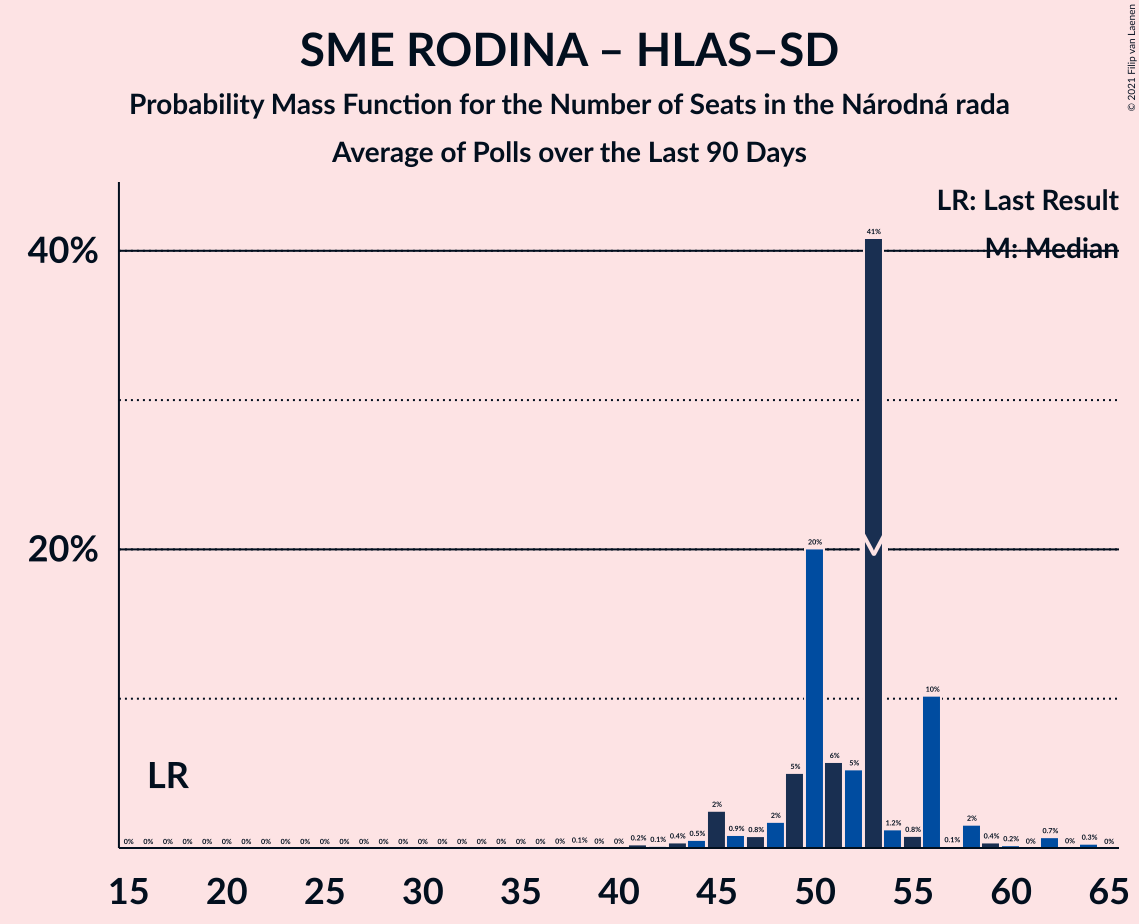 SME RODINA – HLAS–SD
Probability Mass Function for the Number of Seats in the Národná rada
Average of Polls over the Last 90 Days
© 2021 Filip van Laenen
LR: Last Result
M: Median
40%
20%
LR
0% 0% 0% 0% 0% 0% 0% 0% 0% 0% 0% 0% 0% 0% 0% 0% 0% 0% 0% 0% 0% 0% 0% 0.1% 0% 0% 0.2% 0.1% 0.4% 0.5% 2% 0.9% 0.8% 2% 5% 20% 6% 5% 41% 1.2% 0.8% 10% 0.1% 2% 0.4% 0.2% 0% 0.7% 0% 0.3% 0%
15 20 25 30 35 40 45 50 55 60 65